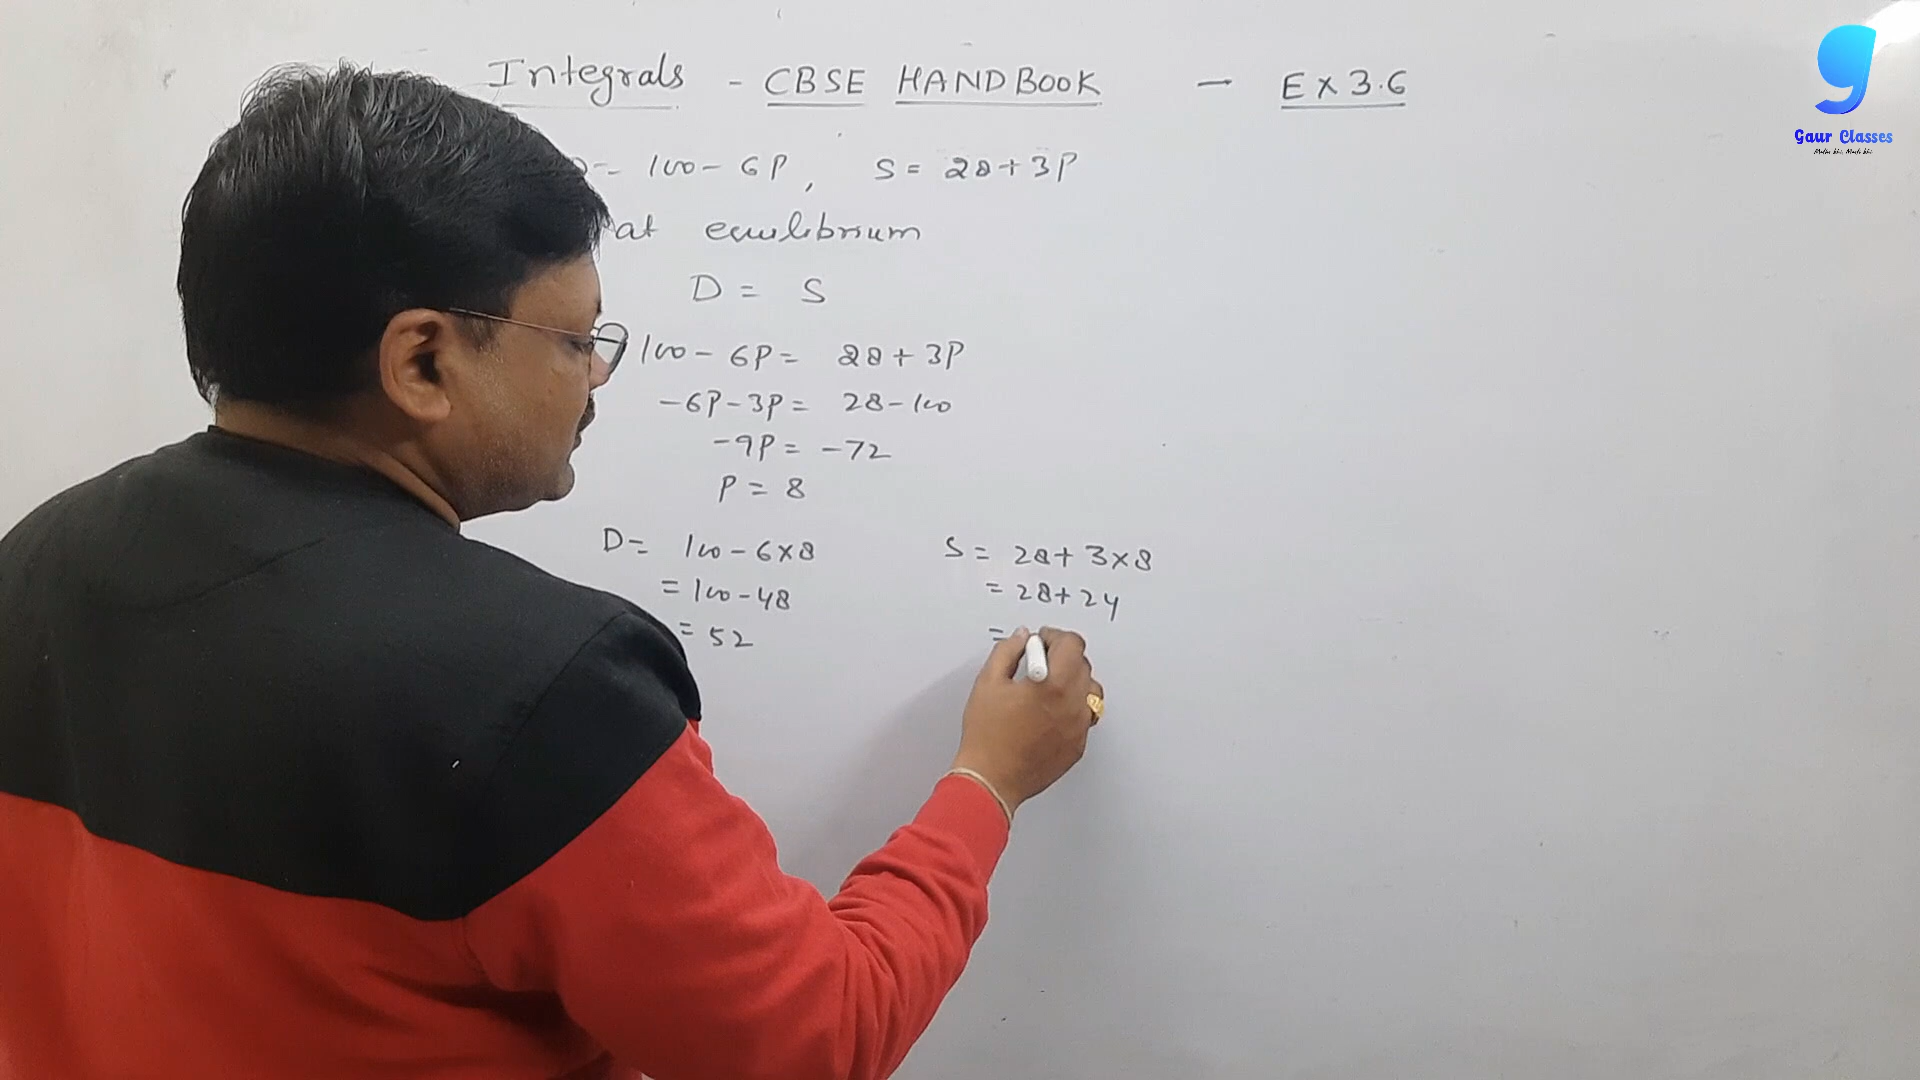 Integrals - CBSE HANDBOOK - EX 3.6
Gaur Classes
= 100 - 6P, S = 28 + 3P
at equilibrium
D = S
100 - 6P = 28 + 3P
-6P - 3P = 28 - 100
-9P = -72
P = 8
D = 100 - 6×8
= 100 - 48
= 52
S = 28 + 3×8
= 28 + 24
=